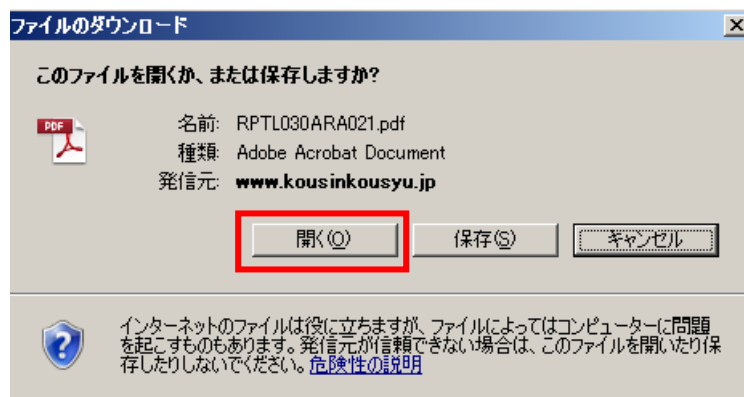 ファイルのダウンロード
このファイルを開くか、または保存しますか?
PDF
名前: RPTL030ARA021.pdf
種類: Adobe Acrobat Document
発信元: www.kousinkousyu.jp
開く(O) 保存(S) キャンセル
インターネットのファイルは役に立ちますが、ファイルによってはコンピューターに問題
を起こすものもあります。発信元が信頼できない場合は、このファイルを開いたり保
存したりしないでください。危険性の説明